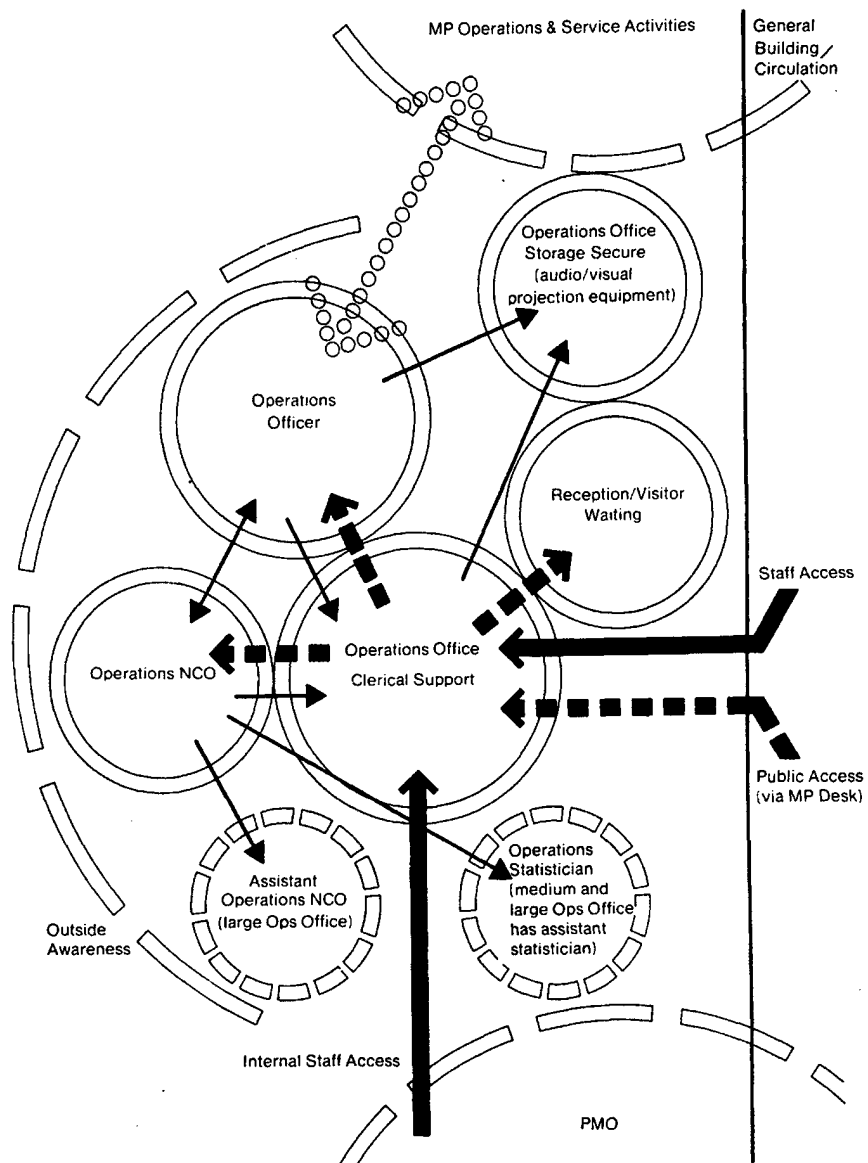 MP Operations & Service Activities
General
Building/
Circulation
Operations Office
Storage Secure
(audio/visual
projection equipment)
Operations
Officer
Reception/Visitor
Waiting
Staff Access
Operations NCO
Operations Office
Clerical Support
Public Access
(via MP Desk)
Assistant
Operations NCO
(large Ops Office)
Operations
Statistician
(medium and
large Ops Office
has assistant
statistician)
Outside
Awareness
Internal Staff Access
PMO